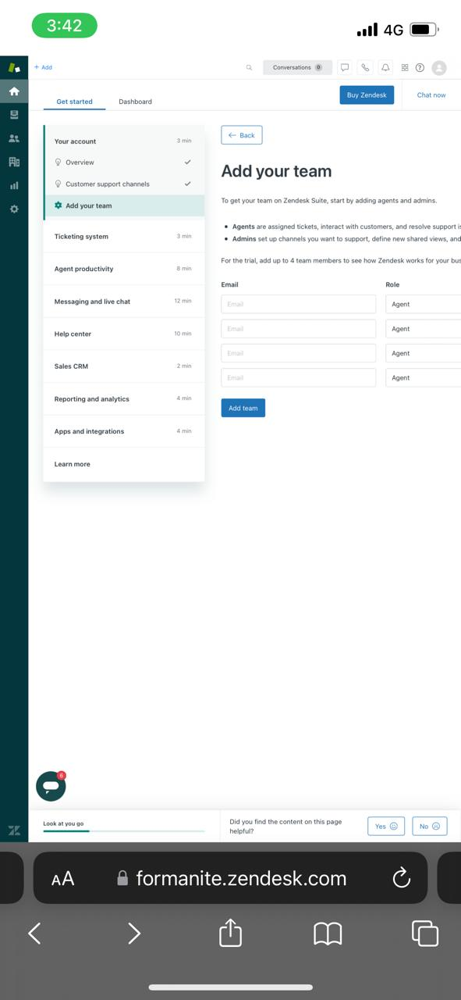 3:42
4G
+ Add
Conversations 0
Get started
Dashboard
Buy Zendesk
Chat now
Your account
3 min
Overview
Customer support channels
Add your team
Ticketing system
3 min
Agent productivity
8 min
Messaging and live chat
12 min
Help center
10 min
Sales CRM
2 min
Reporting and analytics
4 min
Apps and integrations
4 min
Learn more
← Back
Add your team
To get your team on Zendesk Suite, start by adding agents and admins.
• Agents are assigned tickets, interact with customers, and resolve support is
• Admins set up channels you want to support, define new shared views, and
For the trial, add up to 4 team members to see how Zendesk works for your bus
Email
Role
Email
Agent
Email
Agent
Email
Agent
Email
Agent
Add team
6
Look at you go
Did you find the content on this page
helpful?
Yes
No
AA
formanite.zendesk.com